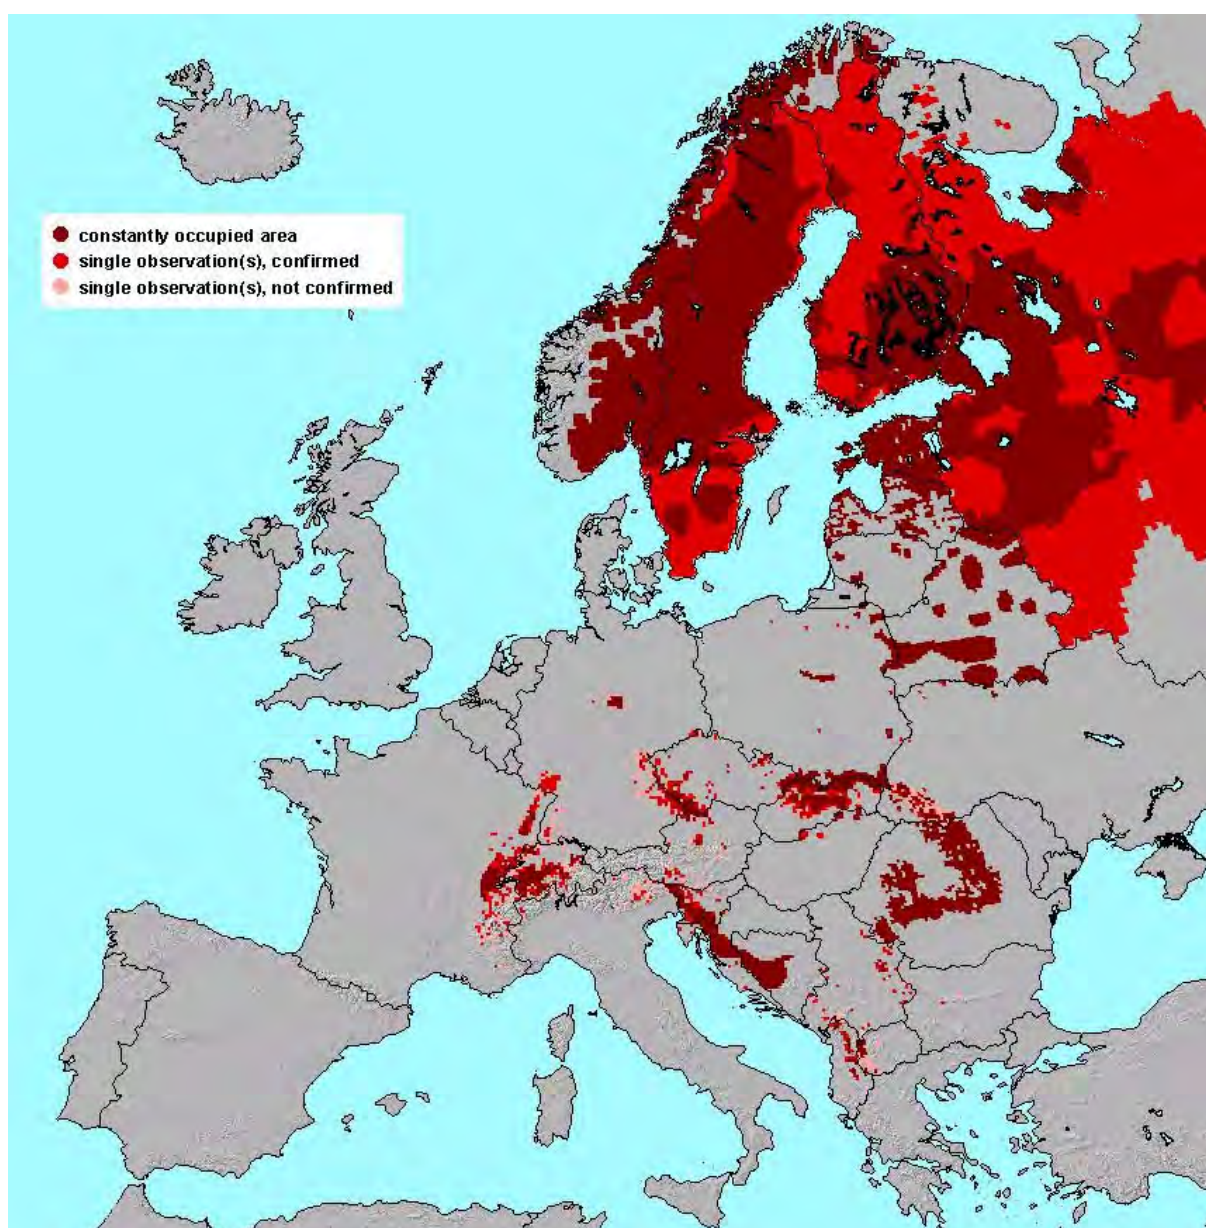 constantly occupied area
single observation(s), confirmed
single observation(s), not confirmed